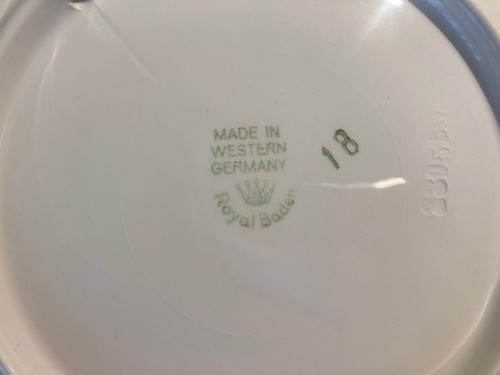 MADE IN
WESTERN
GERMANY
Royal Baden
18